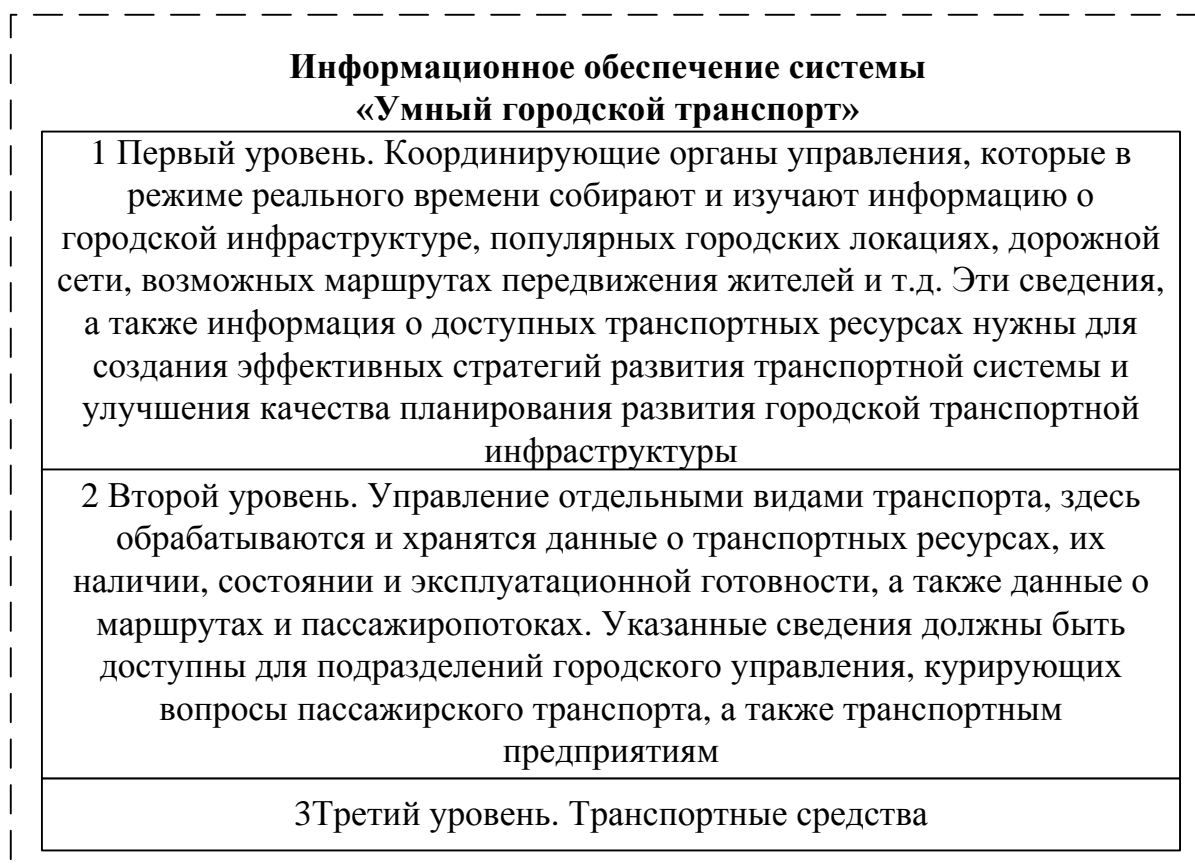 Информационное обеспечение системы
«Умный городской транспорт»
1 Первый уровень. Координирующие органы управления, которые в
режиме реального времени собирают и изучают информацию о
городской инфраструктуре, популярных городских локациях, дорожной
сети, возможных маршрутах передвижения жителей и т.д. Эти сведения,
а также информация о доступных транспортных ресурсах нужны для
создания эффективных стратегий развития транспортной системы и
улучшения качества планирования развития городской транспортной
инфраструктуры
2 Второй уровень. Управление отдельными видами транспорта, здесь
обрабатываются и хранятся данные о транспортных ресурсах, их
наличии, состоянии и эксплуатационной готовности, а также данные о
маршрутах и пассажиропотоках. Указанные сведения должны быть
доступны для подразделений городского управления, курирующих
вопросы пассажирского транспорта, а также транспортным
предприятиям
3Третий уровень. Транспортные средства